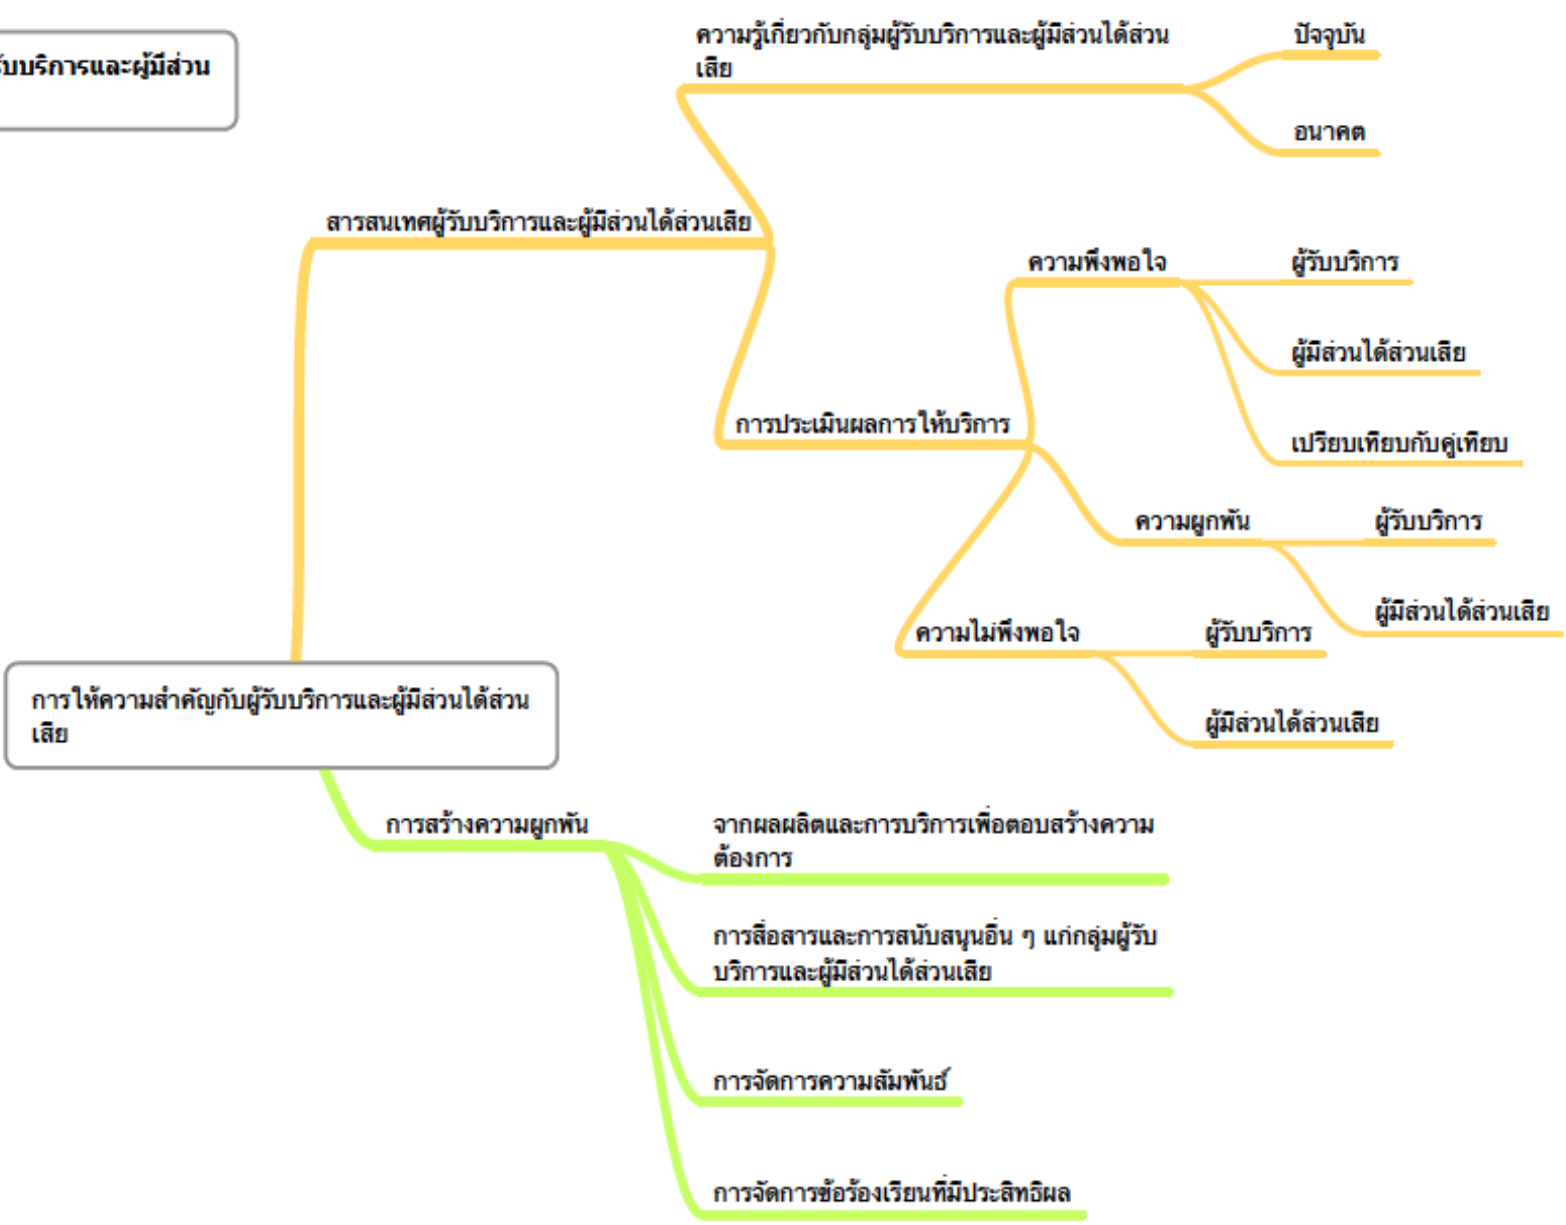 ความรู้เกี่ยวกับกลุ่มผู้รับบริการและผู้มีส่วนได้ส่วน
เสีย
ปัจจุบัน
รับบริการและผู้มีส่วน
อนาคต
สารสนเทศผู้รับบริการและผู้มีส่วนได้ส่วนเสีย
ความพึงพอใจ
ผู้รับบริการ
ผู้มีส่วนได้ส่วนเสีย
การประเมินผลการให้บริการ
เปรียบเทียบกับคู่เทียบ
ความผูกพัน
ผู้รับบริการ
ผู้มีส่วนได้ส่วนเสีย
ความไม่พึงพอใจ
ผู้รับบริการ
ผู้มีส่วนได้ส่วนเสีย
การให้ความสำคัญกับผู้รับบริการและผู้มีส่วนได้ส่วน
เสีย
การสร้างความผูกพัน
จากผลผลิตและการบริการเพื่อตอบสร้างความ
ต้องการ
การสื่อสารและการสนับสนุนอื่น ๆ แก่กลุ่มผู้รับ
บริการและผู้มีส่วนได้ส่วนเสีย
การจัดการความสัมพันธ์
การจัดการข้อร้องเรียนที่มีประสิทธิผล